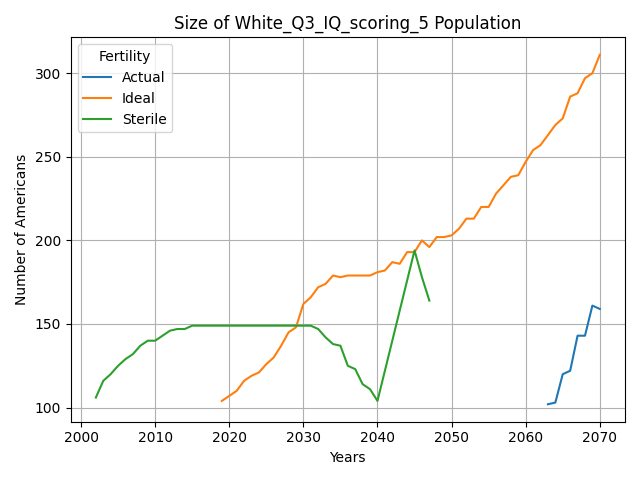 Size of White_Q3_IQ_scoring_5 Population
Fertility
Actual
Ideal
Sterile
Number of Americans
300
250
200
150
100
2000 2010 2020 2030 2040 2050 2060 2070
Years